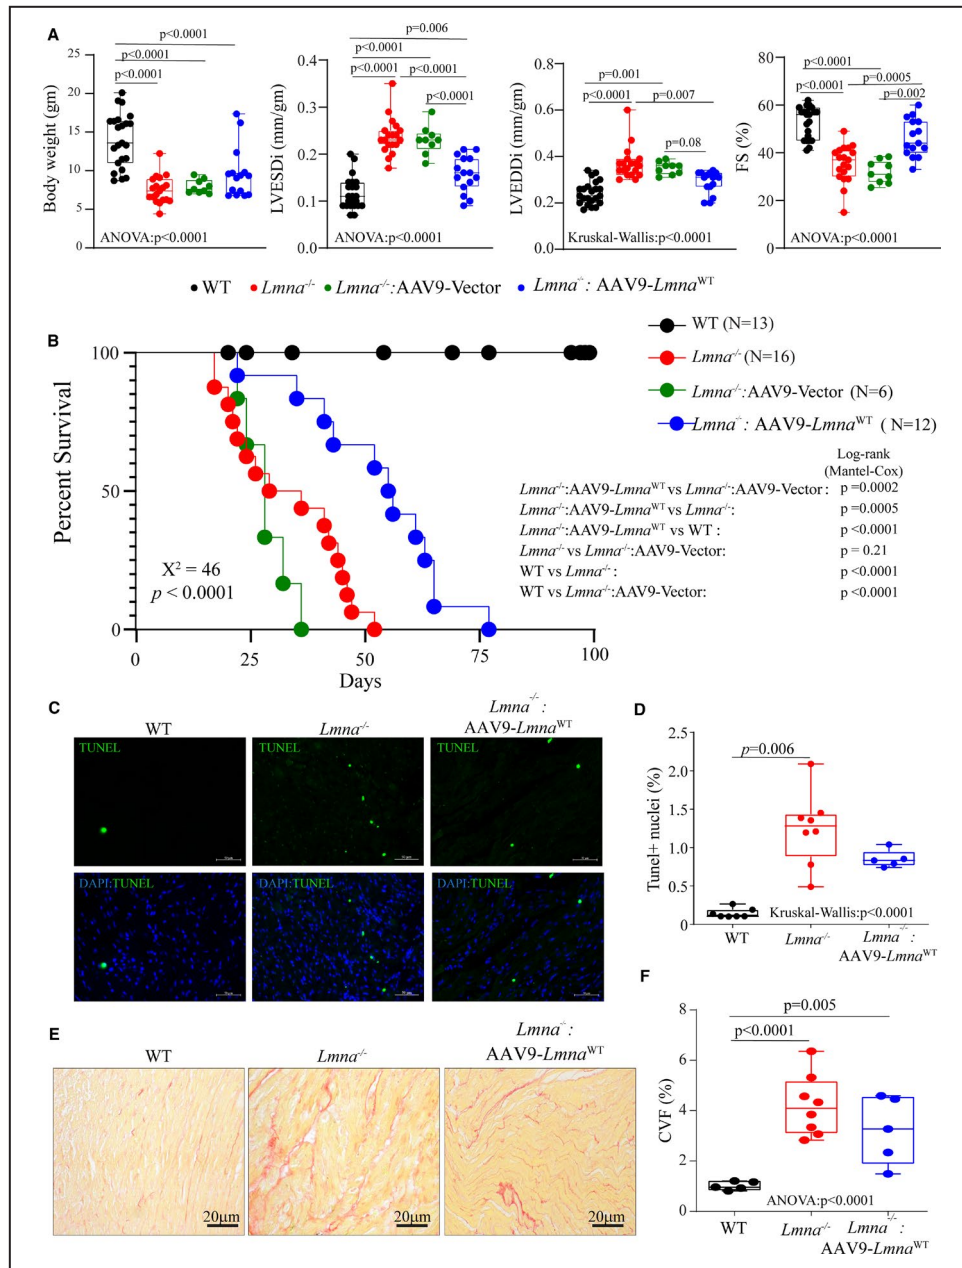 A
p<0.0001
p<0.0001
p<0.0001
Body weight (gm)
25
20
15
10
5
0
ANOVA:p<0.0001
p=0.006
p<0.0001
p<0.0001
p<0.0001
p<0.0001
LVESDi (mm/gm)
0.4
0.3
0.2
0.1
0.0
ANOVA:p<0.0001
p=0.001
p<0.0001
p=0.007
p=0.08
LVEDDi (mm/gm)
0.8
0.6
0.4
0.2
0.0
Kruskal-Wallis:p<0.0001
p<0.0001
p<0.0001
p=0.0005
p=0.002
FS (%)
80
60
40
20
0
ANOVA:p<0.0001
WT
Lmna-/-
Lmna-/-:AAV9-Vector
Lmna-/-: AAV9-LmnaWT
B
WT (N=13)
Lmna-/- (N=16)
Lmna-/-:AAV9-Vector (N=6)
Lmna-/-: AAV9-LmnaWT ( N=12)
Percent Survival
100
50
0
X2 = 46
p < 0.0001
0
25
50
75
100
Days
Log-rank
(Mantel-Cox)
Lmna-/-:AAV9-LmnaWT vs Lmna-/-:AAV9-Vector: p =0.0002
Lmna-/-:AAV9-LmnaWT vs Lmna-/-: p =0.0005
Lmna-/-:AAV9-LmnaWT vs WT : p <0.0001
Lmna-/- vs Lmna-/-:AAV9-Vector: p = 0.21
WT vs Lmna-/- : p <0.0001
WT vs Lmna-/-:AAV9-Vector: p <0.0001
C
WT
Lmna-/-
Lmna-/-:
AAV9-LmnaWT
TUNEL
TUNEL
TUNEL
DAPI:TUNEL
DAPI:TUNEL
DAPI:TUNEL
D
p=0.006
Tunel+ nuclei (%)
2.5
2.0
1.5
1.0
0.5
0
Kruskal-Wallis:p<0.0001
WT
Lmna-/-
Lmna-/-:
AAV9-LmnaWT
E
WT
Lmna-/-
Lmna-/-:
AAV9-LmnaWT
20µm
20µm
20µm
F
p=0.005
p<0.0001
CVF (%)
8
6
4
2
0
ANOVA:p<0.0001
WT
Lmna-/-
Lmna-/-:
AAV9-LmnaWT